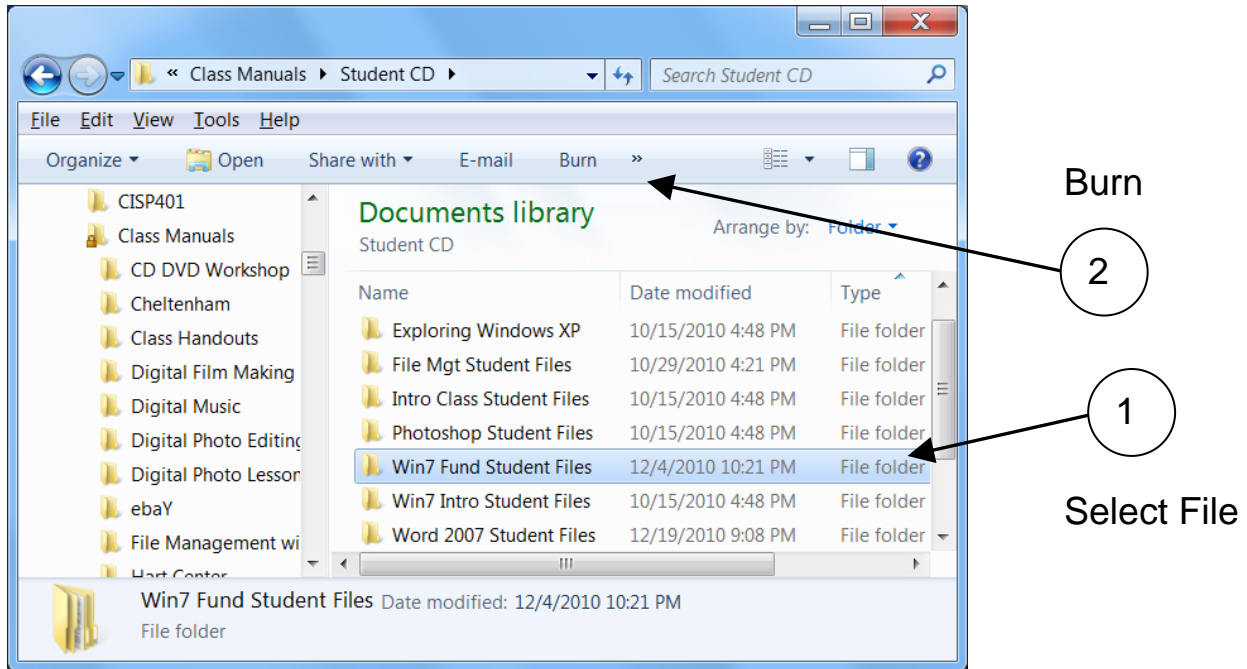 « Class Manuals ▸ Student CD ▸ Search Student CD
File Edit View Tools Help
Organize Open Share with E-mail Burn »
CISP401
Class Manuals
CD DVD Workshop
Cheltenham
Class Handouts
Digital Film Making
Digital Music
Digital Photo Editing
Digital Photo Lesson
ebaY
File Management wi
Hart Center
Documents library
Student CD
Arrange by: Folder
Name Date modified Type
Exploring Windows XP 10/15/2010 4:48 PM File folder
File Mgt Student Files 10/29/2010 4:21 PM File folder
Intro Class Student Files 10/15/2010 4:48 PM File folder
Photoshop Student Files 10/15/2010 4:48 PM File folder
Win7 Fund Student Files 12/4/2010 10:21 PM File folder
Win7 Intro Student Files 10/15/2010 4:48 PM File folder
Word 2007 Student Files 12/19/2010 9:08 PM File folder
Win7 Fund Student Files Date modified: 12/4/2010 10:21 PM
File folder
Burn
2
1
Select File